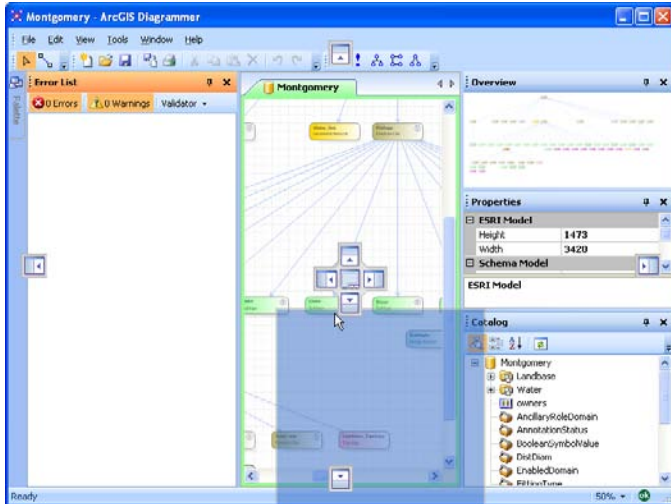 Montgomery - ArcGIS Diagrammer
File Edit View Tools Window Help
Palette
Error List
0 Errors 0 Warnings Validator
Montgomery
Overview
Properties
ESRI Model
Height 1473
Width 3420
Schema Model
ESRI Model
Catalog
Montgomery
Landbase
Water
owners
AncillaryRoleDomain
AnnotationStatus
BooleanSymbolValue
DistDiam
EnabledDomain
FittingType
Ready
50%